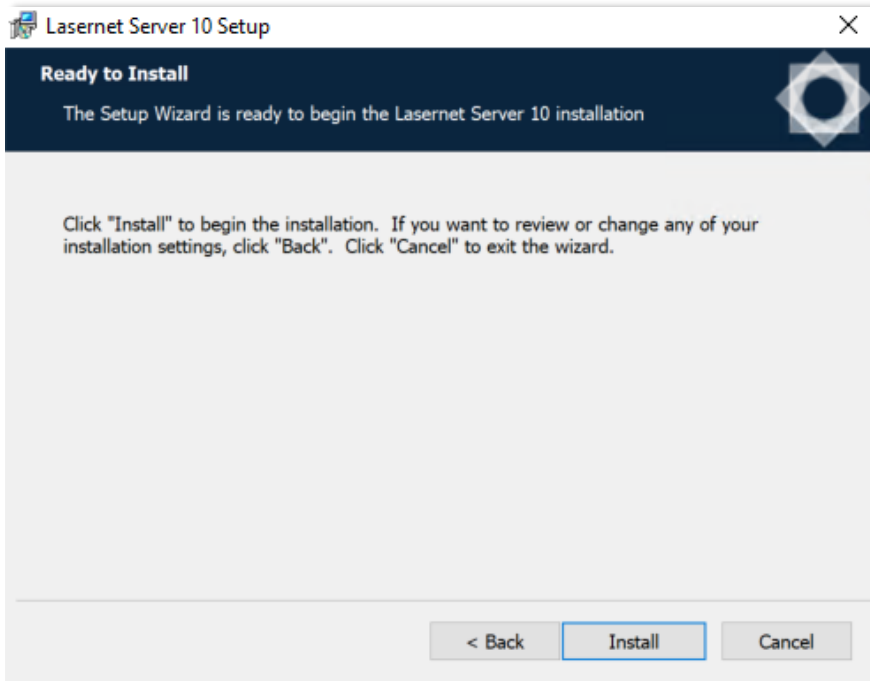 Lasernet Server 10 Setup
Ready to Install
The Setup Wizard is ready to begin the Lasernet Server 10 installation
Click "Install" to begin the installation.  If you want to review or change any of your
installation settings, click "Back".  Click "Cancel" to exit the wizard.
< Back
Install
Cancel